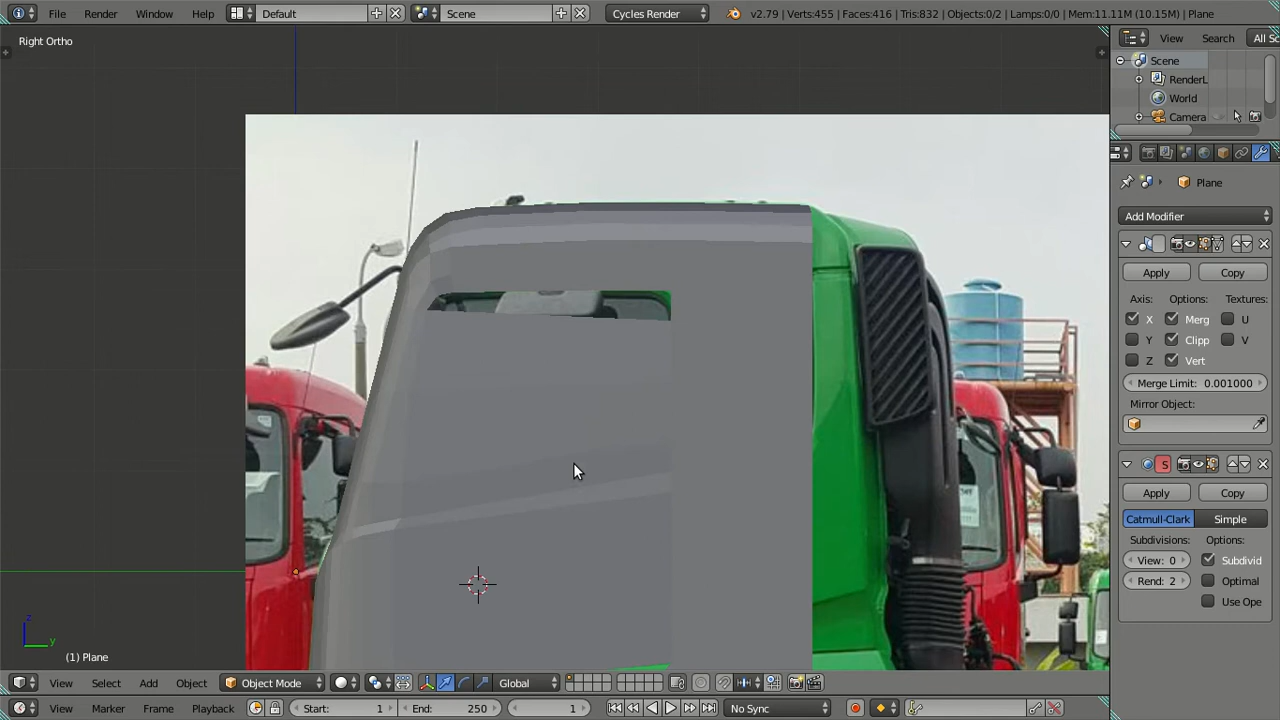 File Render Window Help Default Scene Cycles Render v2.79 | Verts:455 | Faces:416 | Tris:832 | Objects:0/2 | Lamps:0/0 | Mem:11.11M (10.15M) | Plane
Right Ortho
View Search All Sc
Scene
RenderL
World
Camera
Plane
Add Modifier
Apply Copy
Axis: Options: Textures:
X Merg U
Y Clipp V
Z Vert
Merge Limit: 0.001000
Mirror Object:
S
Apply Copy
Catmull-Clark Simple
Subdivisions: Options:
View: 0 Subdivid
Rend: 2 Optimal
Use Ope
z
y
(1) Plane
View Select Add Object Object Mode Global
View Marker Frame Playback Start: 1 End: 250 1 No Sync